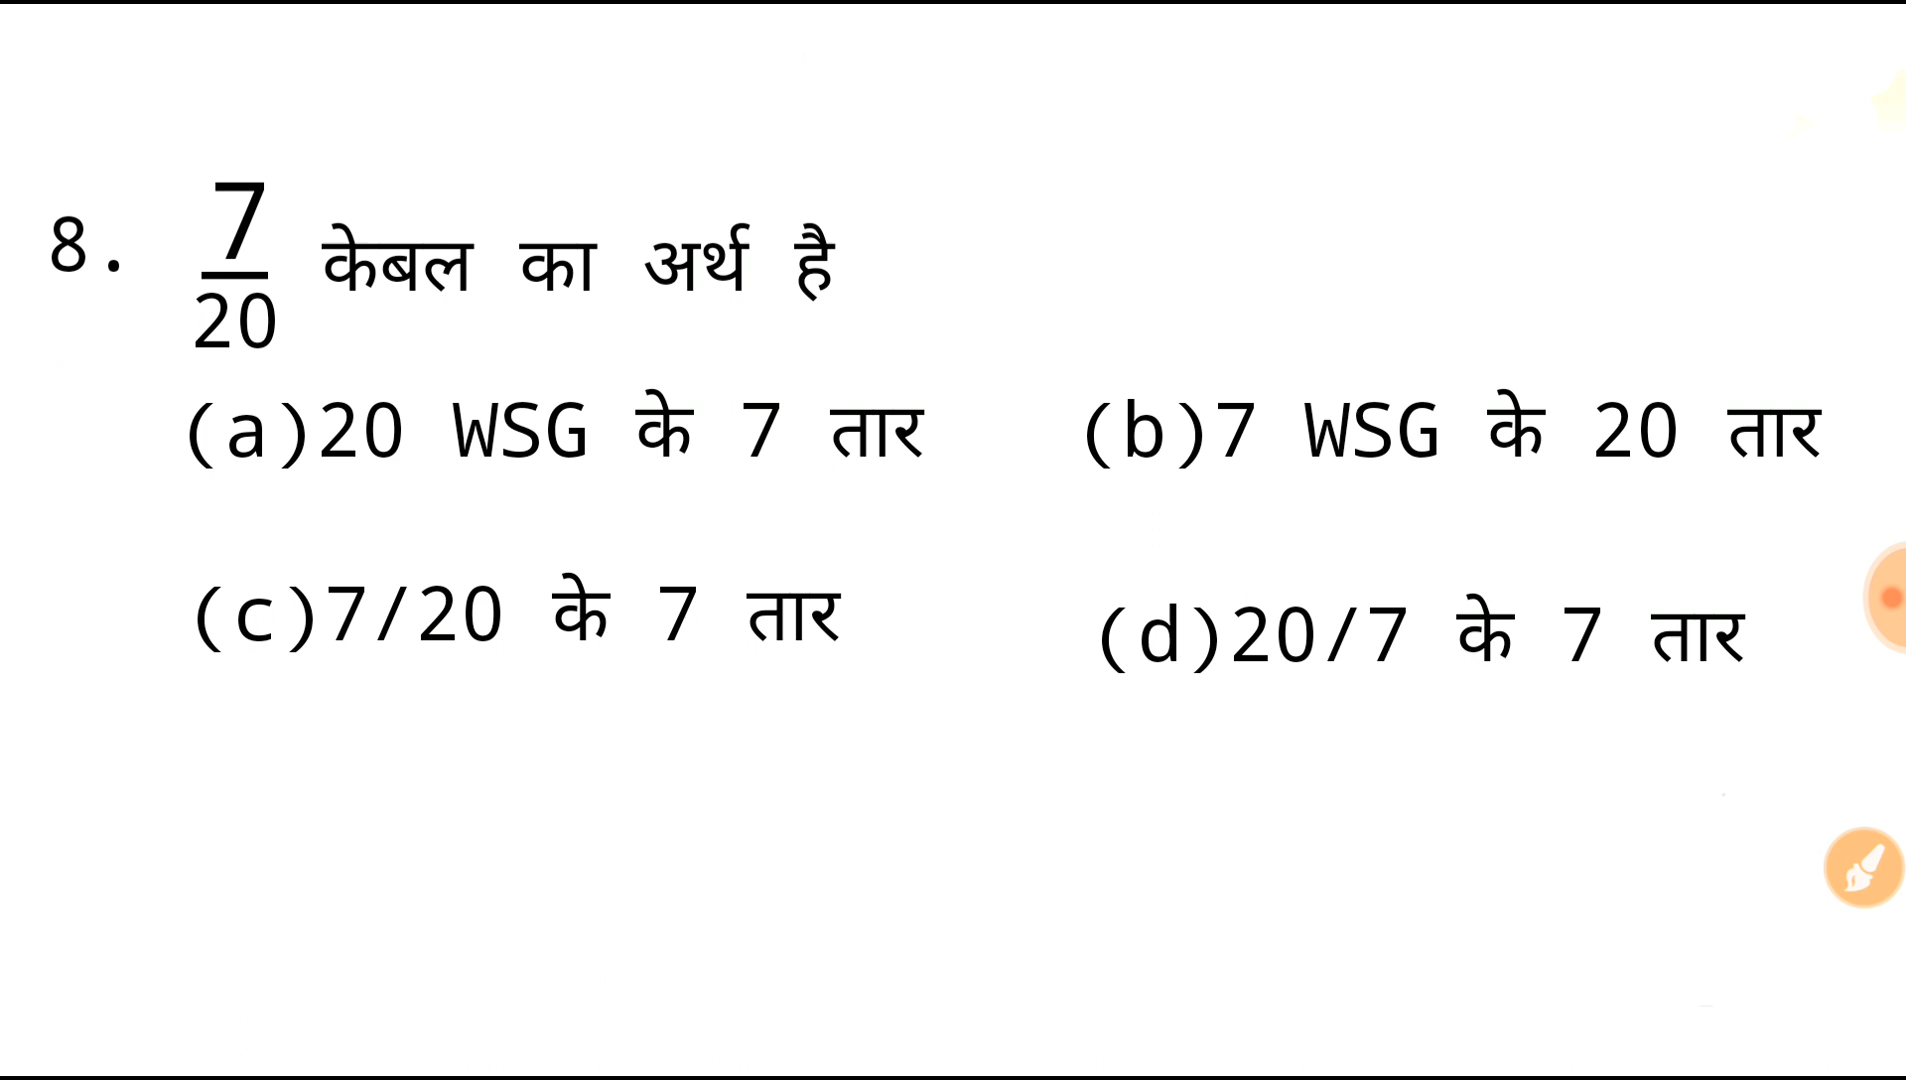 8. 7/20 केबल का अर्थ है
(a)20 WSG के 7 तार (b)7 WSG के 20 तार
(c)7/20 के 7 तार (d)20/7 के 7 तार